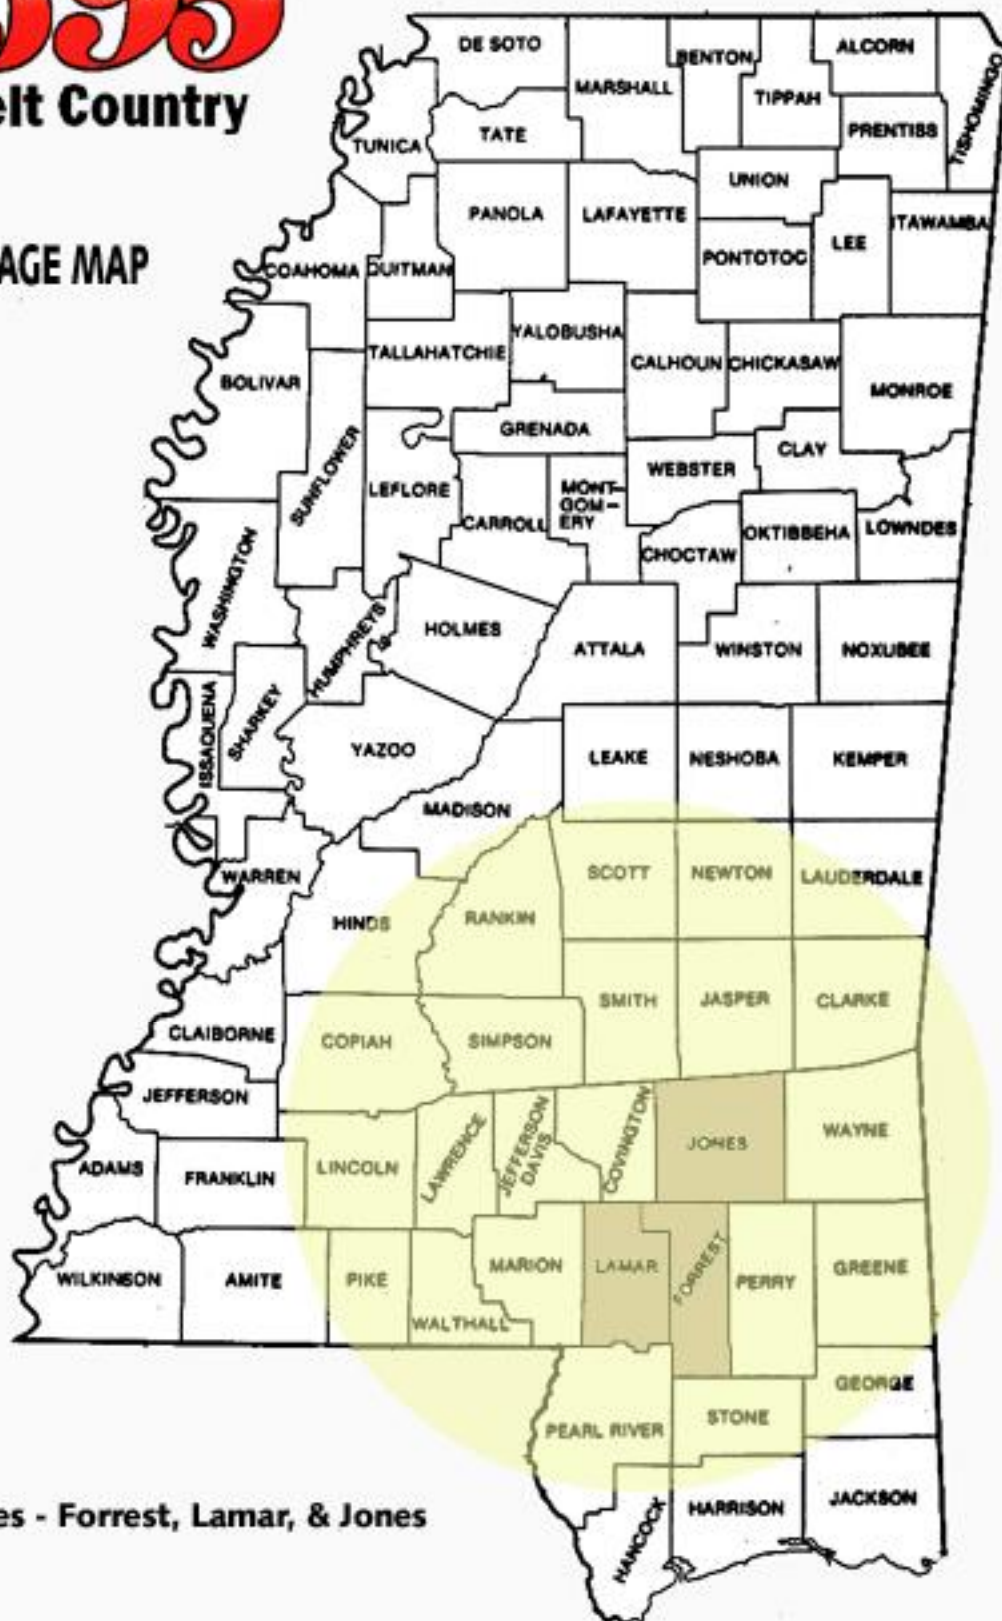 595
elt Country
AGE MAP
DE SOTO
MARSHALL
BENTON
TIPPAH
ALCORN
TISHOMINGO
TUNICA
TATE
PRENTISS
UNION
PANOLA
LAFAYETTE
PONTOTOC
LEE
ITAWAMBA
COAHOMA
QUITMAN
TALLAHATCHIE
YALOBUSHA
CALHOUN
CHICKASAW
MONROE
BOLIVAR
SUNFLOWER
GRENADA
CLAY
WEBSTER
LEFLORE
CARROLL
MONT-
GOM-
ERY
CHOCTAW
OKTIBBEHA
LOWNDES
WASHINGTON
HUMPHREYS
HOLMES
ATTALA
WINSTON
NOXUBEE
ISSAQUENA
SHARKEY
YAZOO
MADISON
LEAKE
NESHOBA
KEMPER
WARREN
HINDS
RANKIN
SCOTT
NEWTON
LAUDERDALE
CLAIBORNE
COPIAH
SIMPSON
SMITH
JASPER
CLARKE
JEFFERSON
ADAMS
FRANKLIN
LINCOLN
LAWRENCE
JEFFERSON
DAVIS
COVINGTON
JONES
WAYNE
WILKINSON
AMITE
PIKE
WALTHALL
MARION
LAMAR
FORREST
PERRY
GREENE
PEARL RIVER
STONE
GEORGE
HANCOCK
HARRISON
JACKSON
es - Forrest, Lamar, & Jones